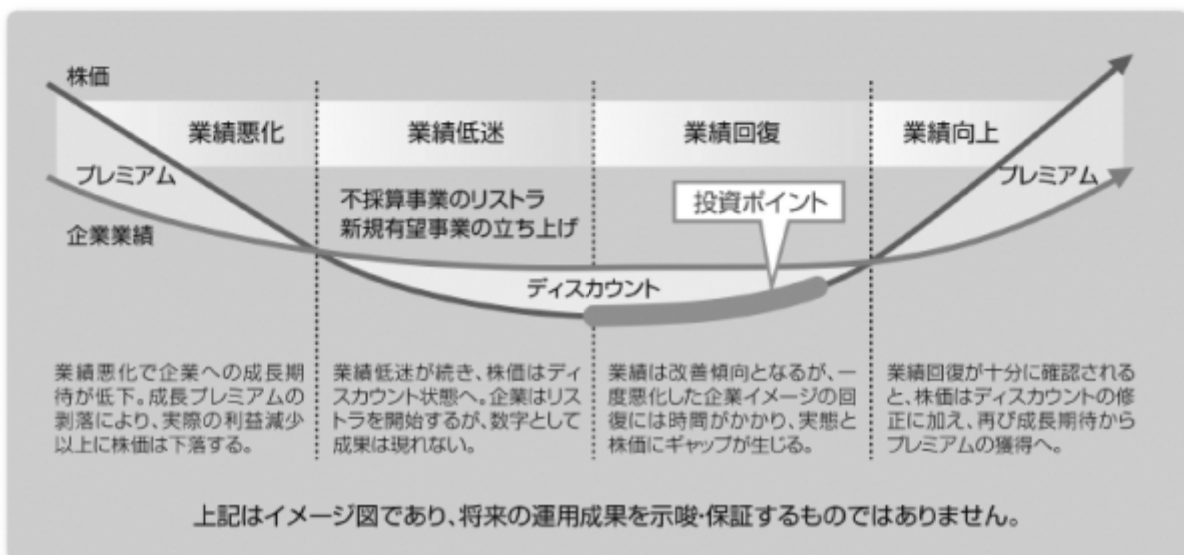 株価
業績悪化
業績低迷
業績回復
業績向上
プレミアム
企業業績
不採算事業のリストラ
新規有望事業の立ち上げ
投資ポイント
プレミアム
ディスカウント
業績悪化で企業への成長期
待が低下。成長プレミアムの
剥落により、実際の利益減少
以上に株価は下落する。
業績低迷が続き、株価はディ
スカウント状態へ。企業はリス
トラを開始するが、数字として
成果は現れない。
業績は改善傾向となるが、一
度悪化した企業イメージの回
復には時間がかかり、実態と
株価にギャップが生じる。
業績回復が十分に確認される
と、株価はディスカウントの修
正に加え、再び成長期待から
プレミアムの獲得へ。
上記はイメージ図であり、将来の運用成果を示唆・保証するものではありません。